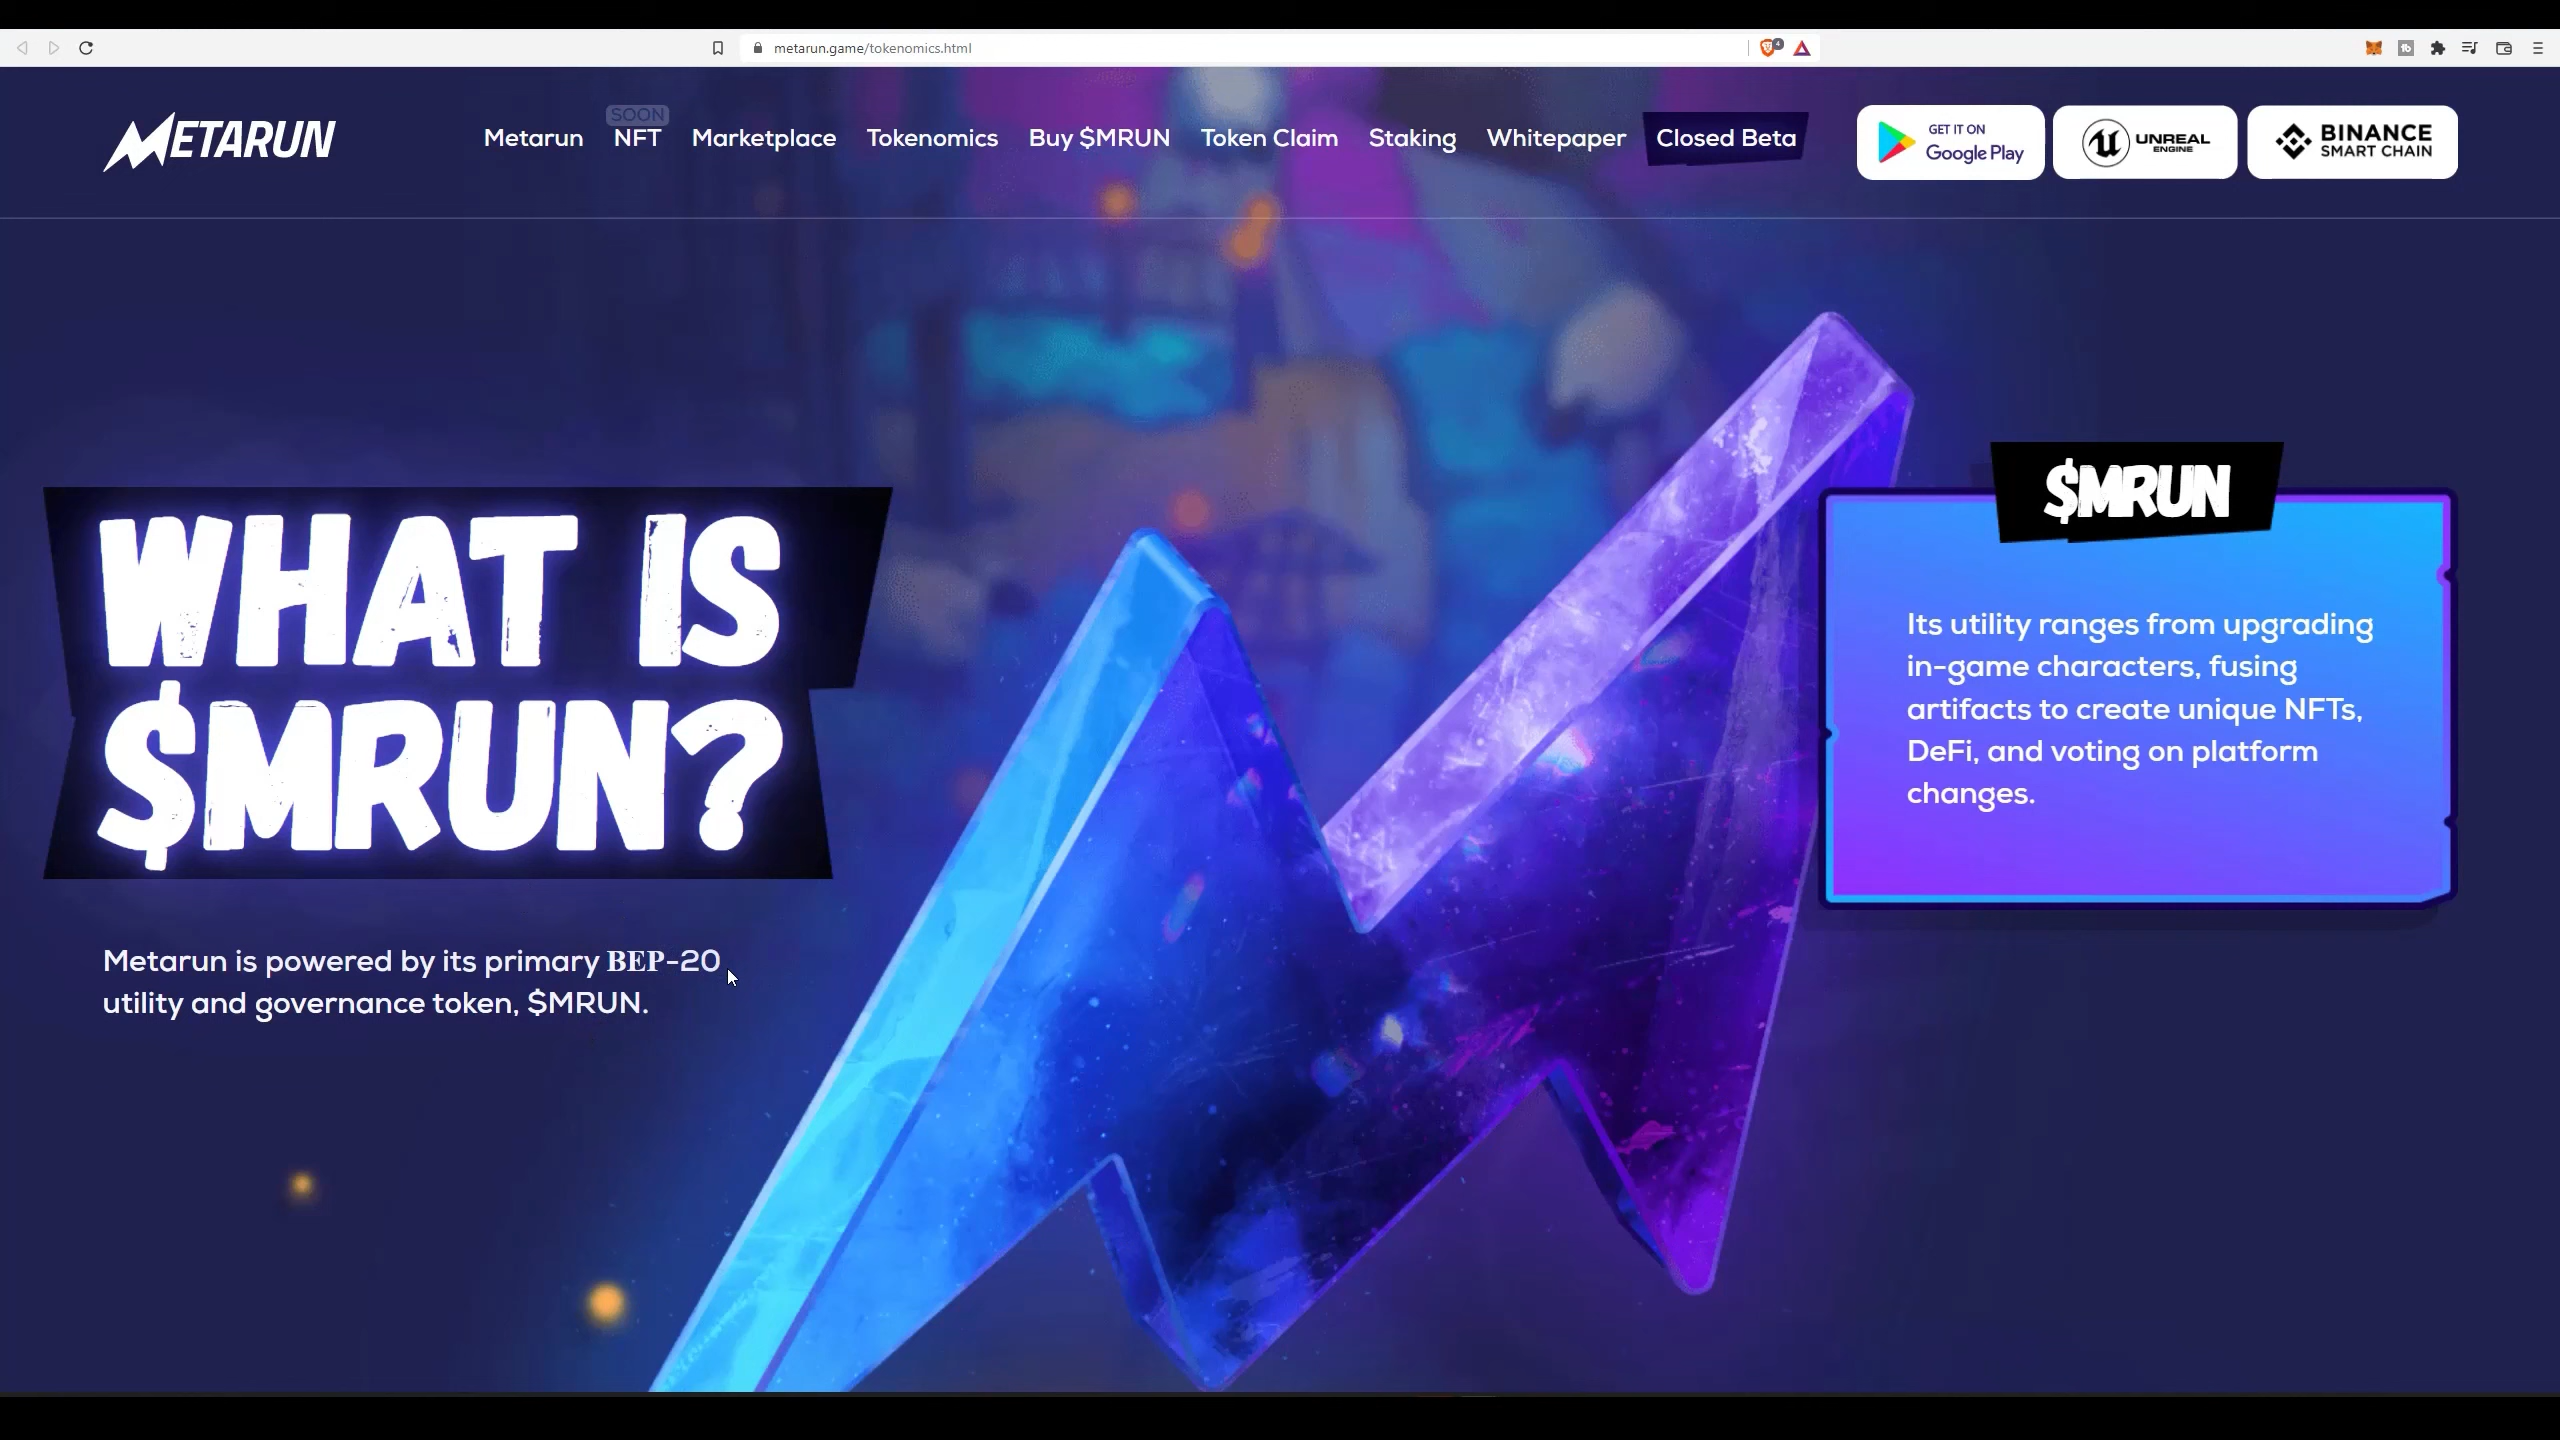 metarun.game/tokenomics.html
4
METARUN
Metarun
SOON
NFT
Marketplace
Tokenomics
Buy $MRUN
Token Claim
Staking
Whitepaper
Closed Beta
GET IT ON
Google Play
UNREAL
ENGINE
BINANCE
SMART CHAIN
WHAT IS
$MRUN?
Metarun is powered by its primary BEP-20
utility and governance token, $MRUN.
$MRUN
Its utility ranges from upgrading
in-game characters, fusing
artifacts to create unique NFTs,
DeFi, and voting on platform
changes.